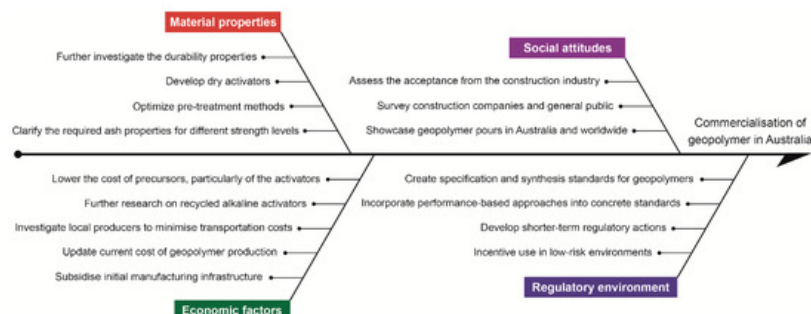 Material properties
Further investigate the durability properties
Develop dry activators
Optimize pre-treatment methods
Clarify the required ash properties for different strength levels
Social attitudes
Assess the acceptance from the construction industry
Survey construction companies and general public
Showcase geopolymer pours in Australia and worldwide
Commercialisation of
geopolymer in Australia
Lower the cost of precursors, particularly of the activators
Further research on recycled alkaline activators
Investigate local producers to minimise transportation costs
Update current cost of geopolymer production
Subsidise initial manufacturing infrastructure
Economic factors
Create specification and synthesis standards for geopolymers
Incorporate performance-based approaches into concrete standards
Develop shorter-term regulatory actions
Incentive use in low-risk environments
Regulatory environment